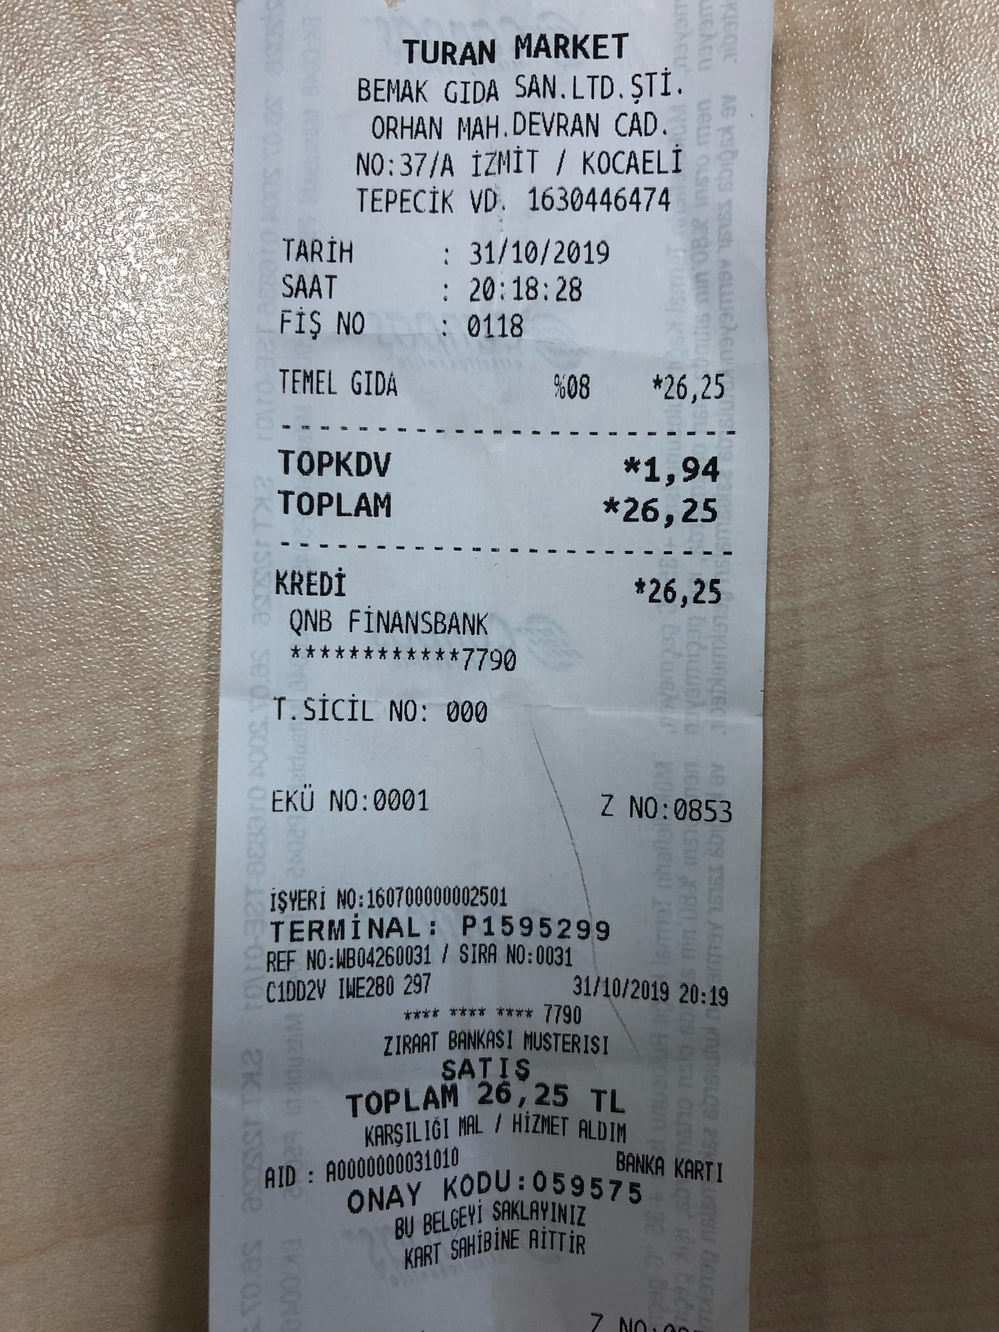 TURAN MARKET
BEMAK GIDA SAN.LTD.ŞTİ.
ORHAN MAH.DEVRAN CAD.
NO:37/A İZMİT / KOCAELİ
TEPECİK VD. 1630446474
TARİH : 31/10/2019
SAAT : 20:18:28
FİŞ NO : 0118
TEMEL GIDA %08 *26,25
TOPKDV *1,94
TOPLAM *26,25
KREDİ *26,25
QNB FİNANSBANK
************7790
T.SİCİL NO: 000
EKÜ NO:0001 Z NO:0853
İŞYERİ NO:160700000002501
TERMİNAL: P1595299
REF NO:WB04260031 / SIRA NO:0031
C1DD2V IWE280 297 31/10/2019 20:19
**** **** **** 7790
ZIRAAT BANKASI MUSTERISI
SATIŞ
TOPLAM 26,25 TL
KARŞILIĞI MAL / HİZMET ALDIM
AID : A0000000031010 BANKA KARTI
ONAY KODU:059575
BU BELGEYİ SAKLAYINIZ
KART SAHİBİNE AİTTİR
Z